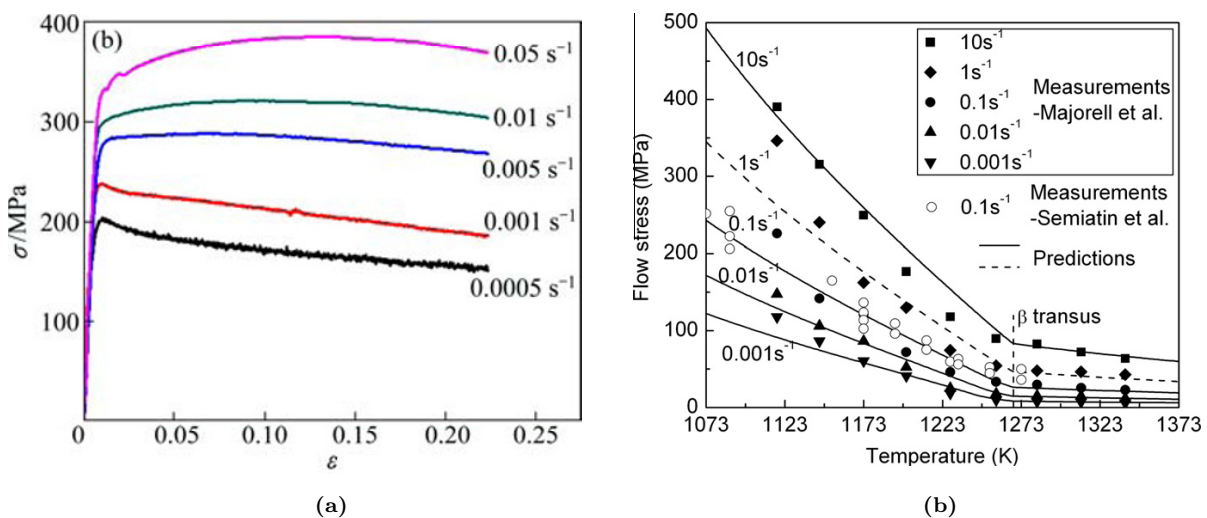 (b)
400
300
200
100
0
0.05
0.10
0.15
0.20
0.25
σ/MPa
ε
0.05 s⁻¹
0.01 s⁻¹
0.005 s⁻¹
0.001 s⁻¹
0.0005 s⁻¹
(a)
500
400
300
200
100
0
Flow stress (MPa)
1073
1123
1173
1223
1273
1323
1373
Temperature (K)
10s⁻¹
1s⁻¹
0.1s⁻¹
0.01s⁻¹
0.001s⁻¹
10s⁻¹
1s⁻¹
0.1s⁻¹
0.01s⁻¹
0.001s⁻¹
Measurements
-Majorell et al.
0.1s⁻¹
Measurements
-Semiatin et al.
Predictions
β transus
(b)